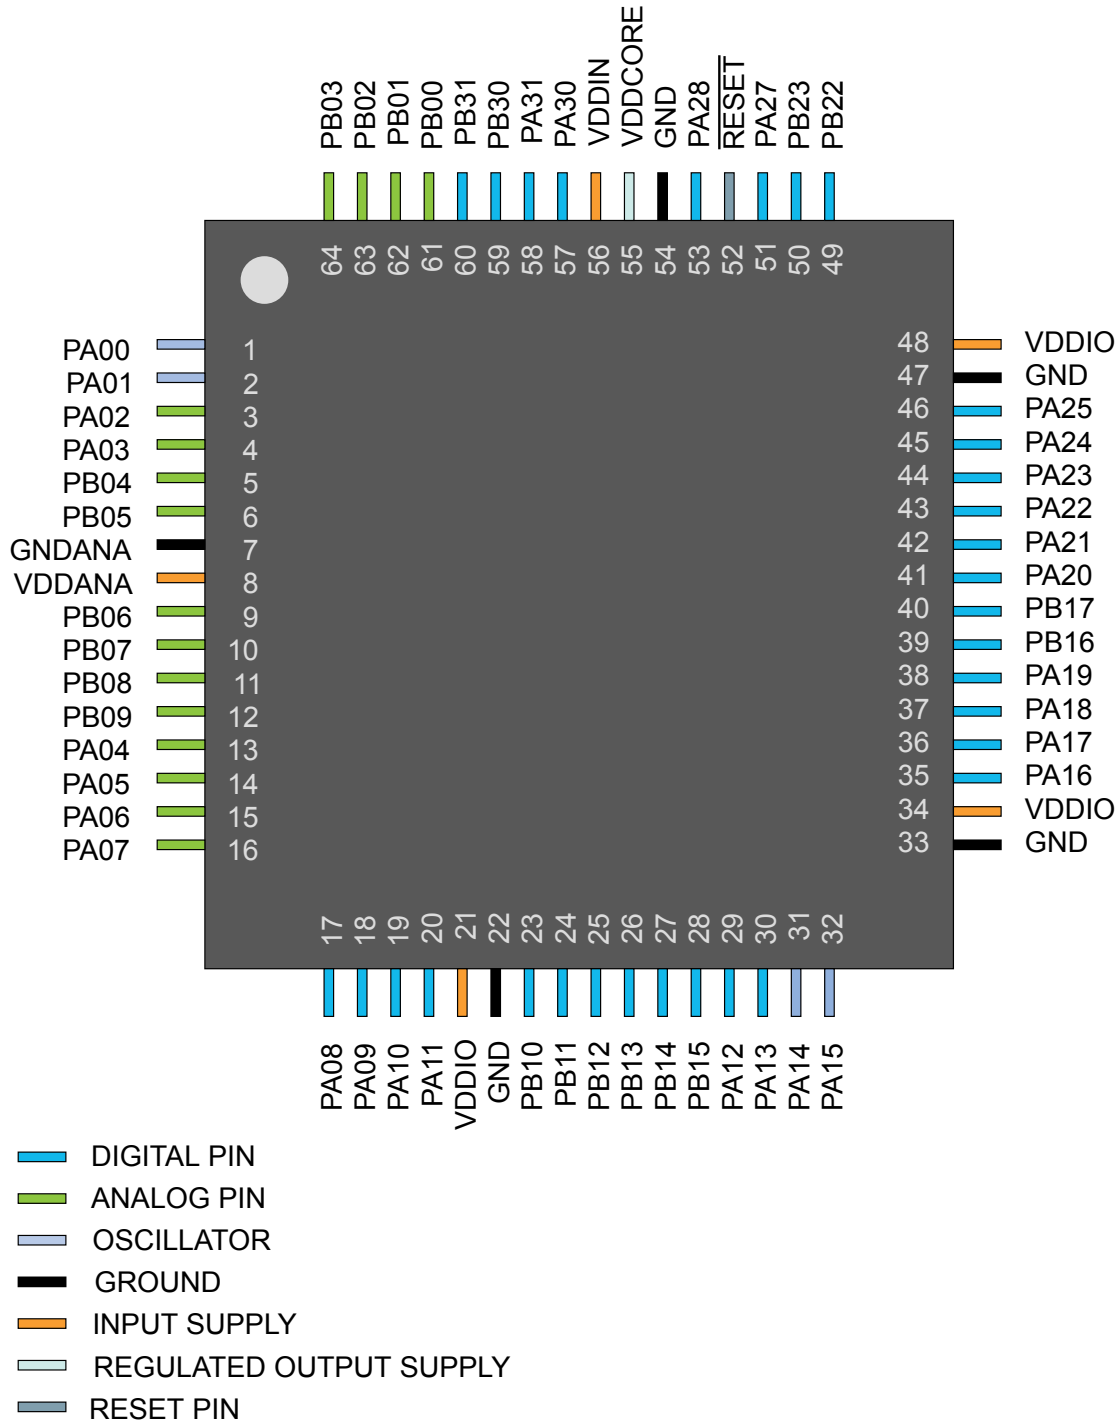 PB03
PB02
PB01
PB00
PB31
PB30
PA31
PA30
VDDIN
VDDCORE
GND
PA28
RESET
PA27
PB23
PB22
64
63
62
61
60
59
58
57
56
55
54
53
52
51
50
49
PA00 1
PA01 2
PA02 3
PA03 4
PB04 5
PB05 6
GNDANA 7
VDDANA 8
PB06 9
PB07 10
PB08 11
PB09 12
PA04 13
PA05 14
PA06 15
PA07 16
48 VDDIO
47 GND
46 PA25
45 PA24
44 PA23
43 PA22
42 PA21
41 PA20
40 PB17
39 PB16
38 PA19
37 PA18
36 PA17
35 PA16
34 VDDIO
33 GND
17
18
19
20
21
22
23
24
25
26
27
28
29
30
31
32
PA08
PA09
PA10
PA11
VDDIO
GND
PB10
PB11
PB12
PB13
PB14
PB15
PA12
PA13
PA14
PA15
DIGITAL PIN
ANALOG PIN
OSCILLATOR
GROUND
INPUT SUPPLY
REGULATED OUTPUT SUPPLY
RESET PIN